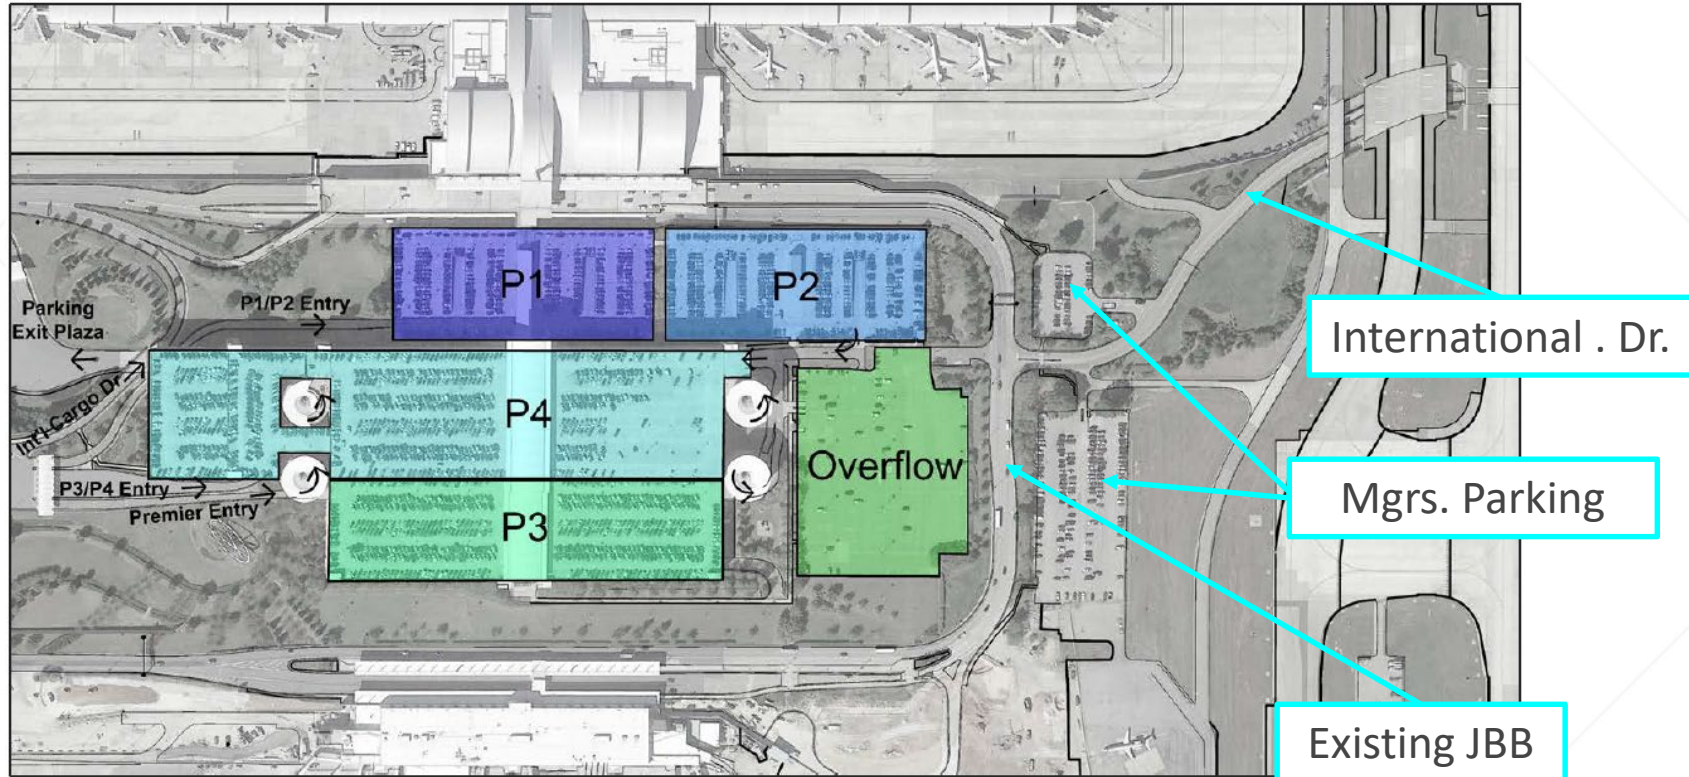 P1
P2
P1/P2 Entry
Parking
Exit Plaza
International . Dr.
Int'l Cargo Dr
P4
Overflow
P3/P4 Entry
Premier Entry
P3
Mgrs. Parking
Existing JBB